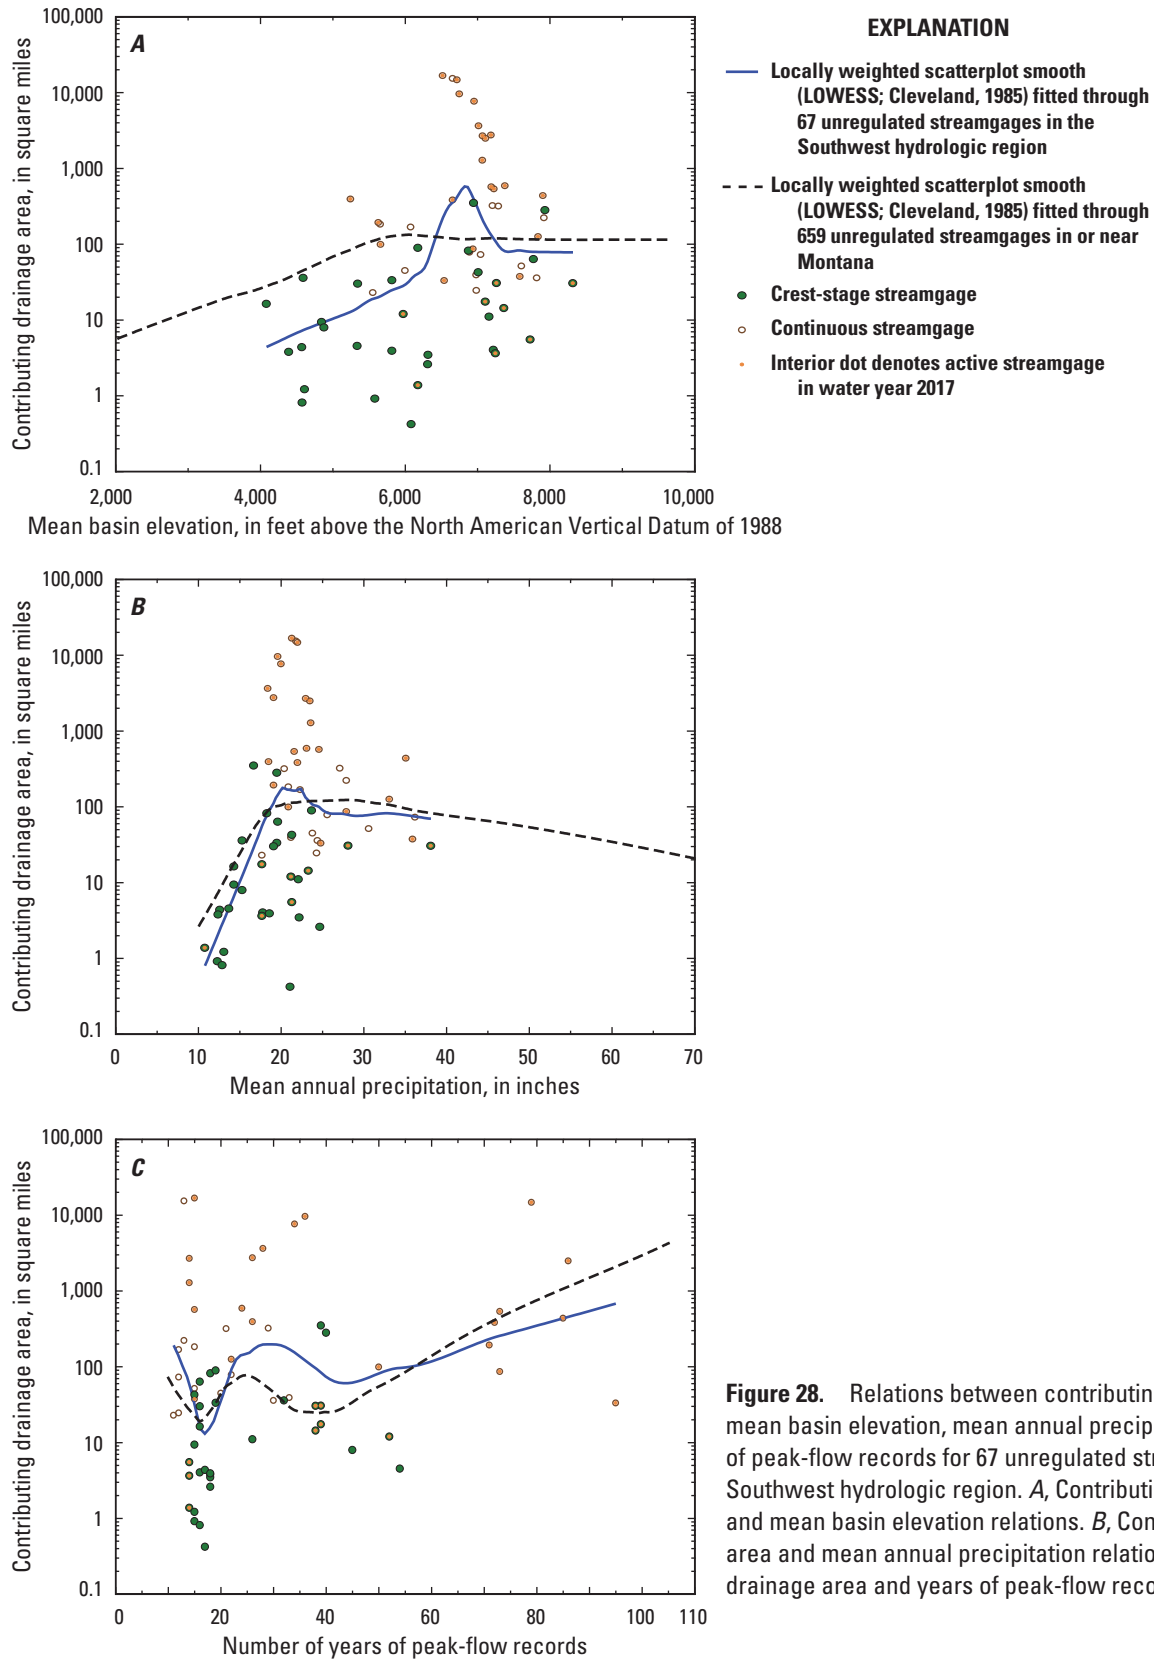 A
100,000
10,000
1,000
100
10
1
0.1
Contributing drainage area, in square miles
2,000 4,000 6,000 8,000 10,000
Mean basin elevation, in feet above the North American Vertical Datum of 1988
EXPLANATION
Locally weighted scatterplot smooth
(LOWESS; Cleveland, 1985) fitted through
67 unregulated streamgages in the
Southwest hydrologic region
Locally weighted scatterplot smooth
(LOWESS; Cleveland, 1985) fitted through
659 unregulated streamgages in or near
Montana
Crest-stage streamgage
Continuous streamgage
Interior dot denotes active streamgage
in water year 2017
B
100,000
10,000
1,000
100
10
1
0.1
Contributing drainage area, in square miles
0 10 20 30 40 50 60 70
Mean annual precipitation, in inches
C
100,000
10,000
1,000
100
10
1
0.1
Contributing drainage area, in square miles
0 20 40 60 80 100 110
Number of years of peak-flow records
Figure 28. Relations between contributin
mean basin elevation, mean annual precip
of peak-flow records for 67 unregulated str
Southwest hydrologic region. A, Contributi
and mean basin elevation relations. B, Con
area and mean annual precipitation relatio
drainage area and years of peak-flow reco